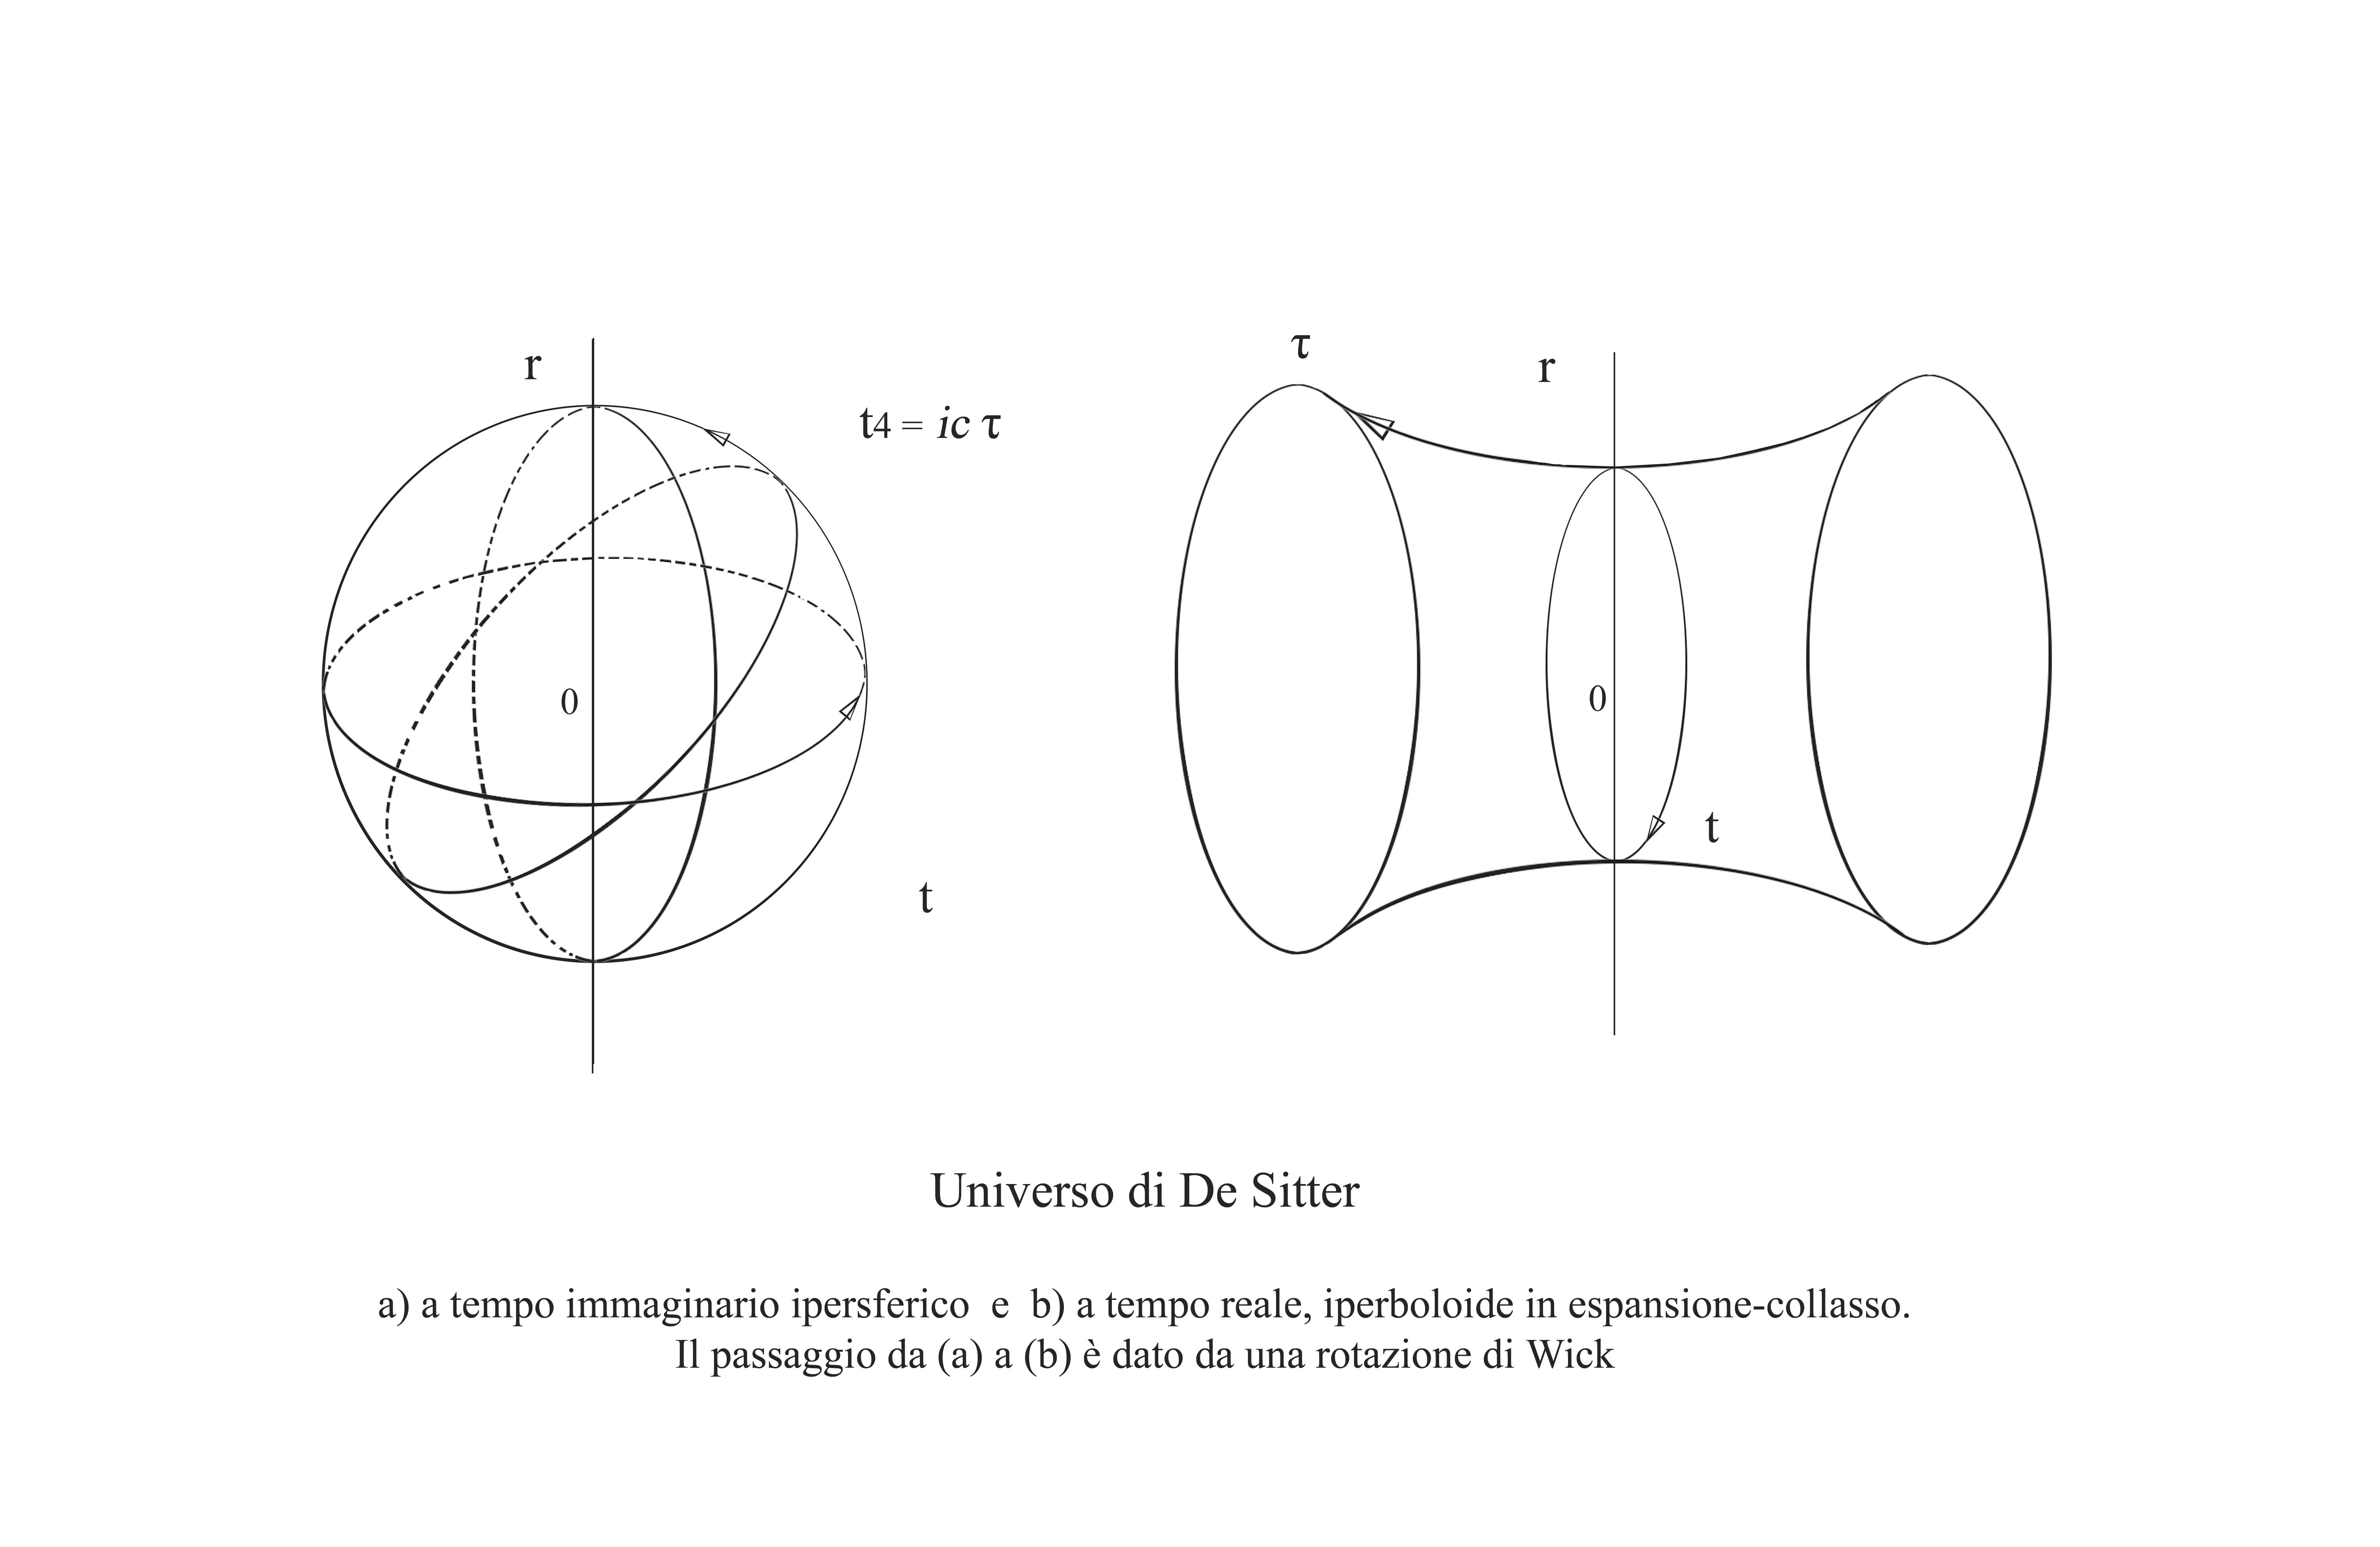 τ
r
r
t4 = ic τ
0
0
t
t
Universo di De Sitter
a) a tempo immaginario ipersferico e b) a tempo reale, iperboloide in espansione-collasso.
Il passaggio da (a) a (b) è dato da una rotazione di Wick